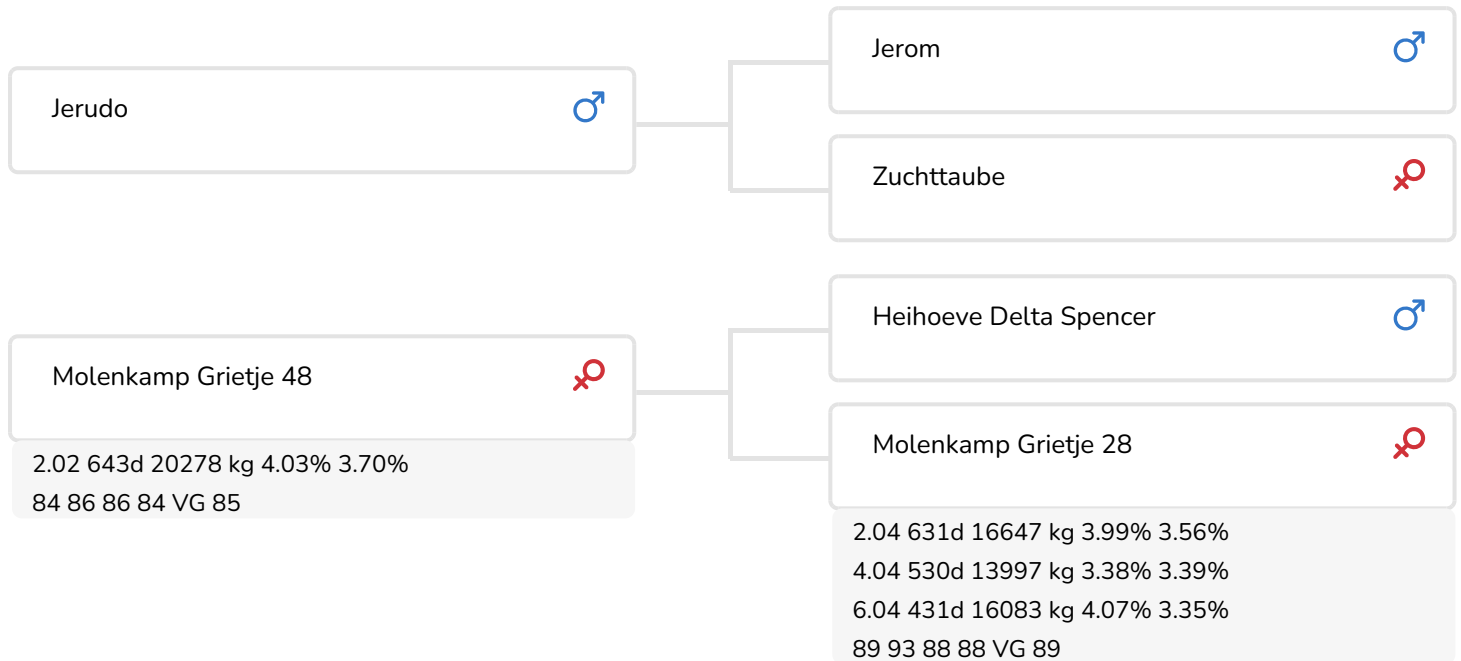 Jerudo
Jerom
Zuchttaube
Molenkamp Grietje 48
2.02 643d 20278 kg 4.03% 3.70%
84 86 86 84 VG 85
Heihoeve Delta Spencer
Molenkamp Grietje 28
2.04 631d 16647 kg 3.99% 3.56%
4.04 530d 13997 kg 3.38% 3.39%
6.04 431d 16083 kg 4.07% 3.35%
89 93 88 88 VG 89